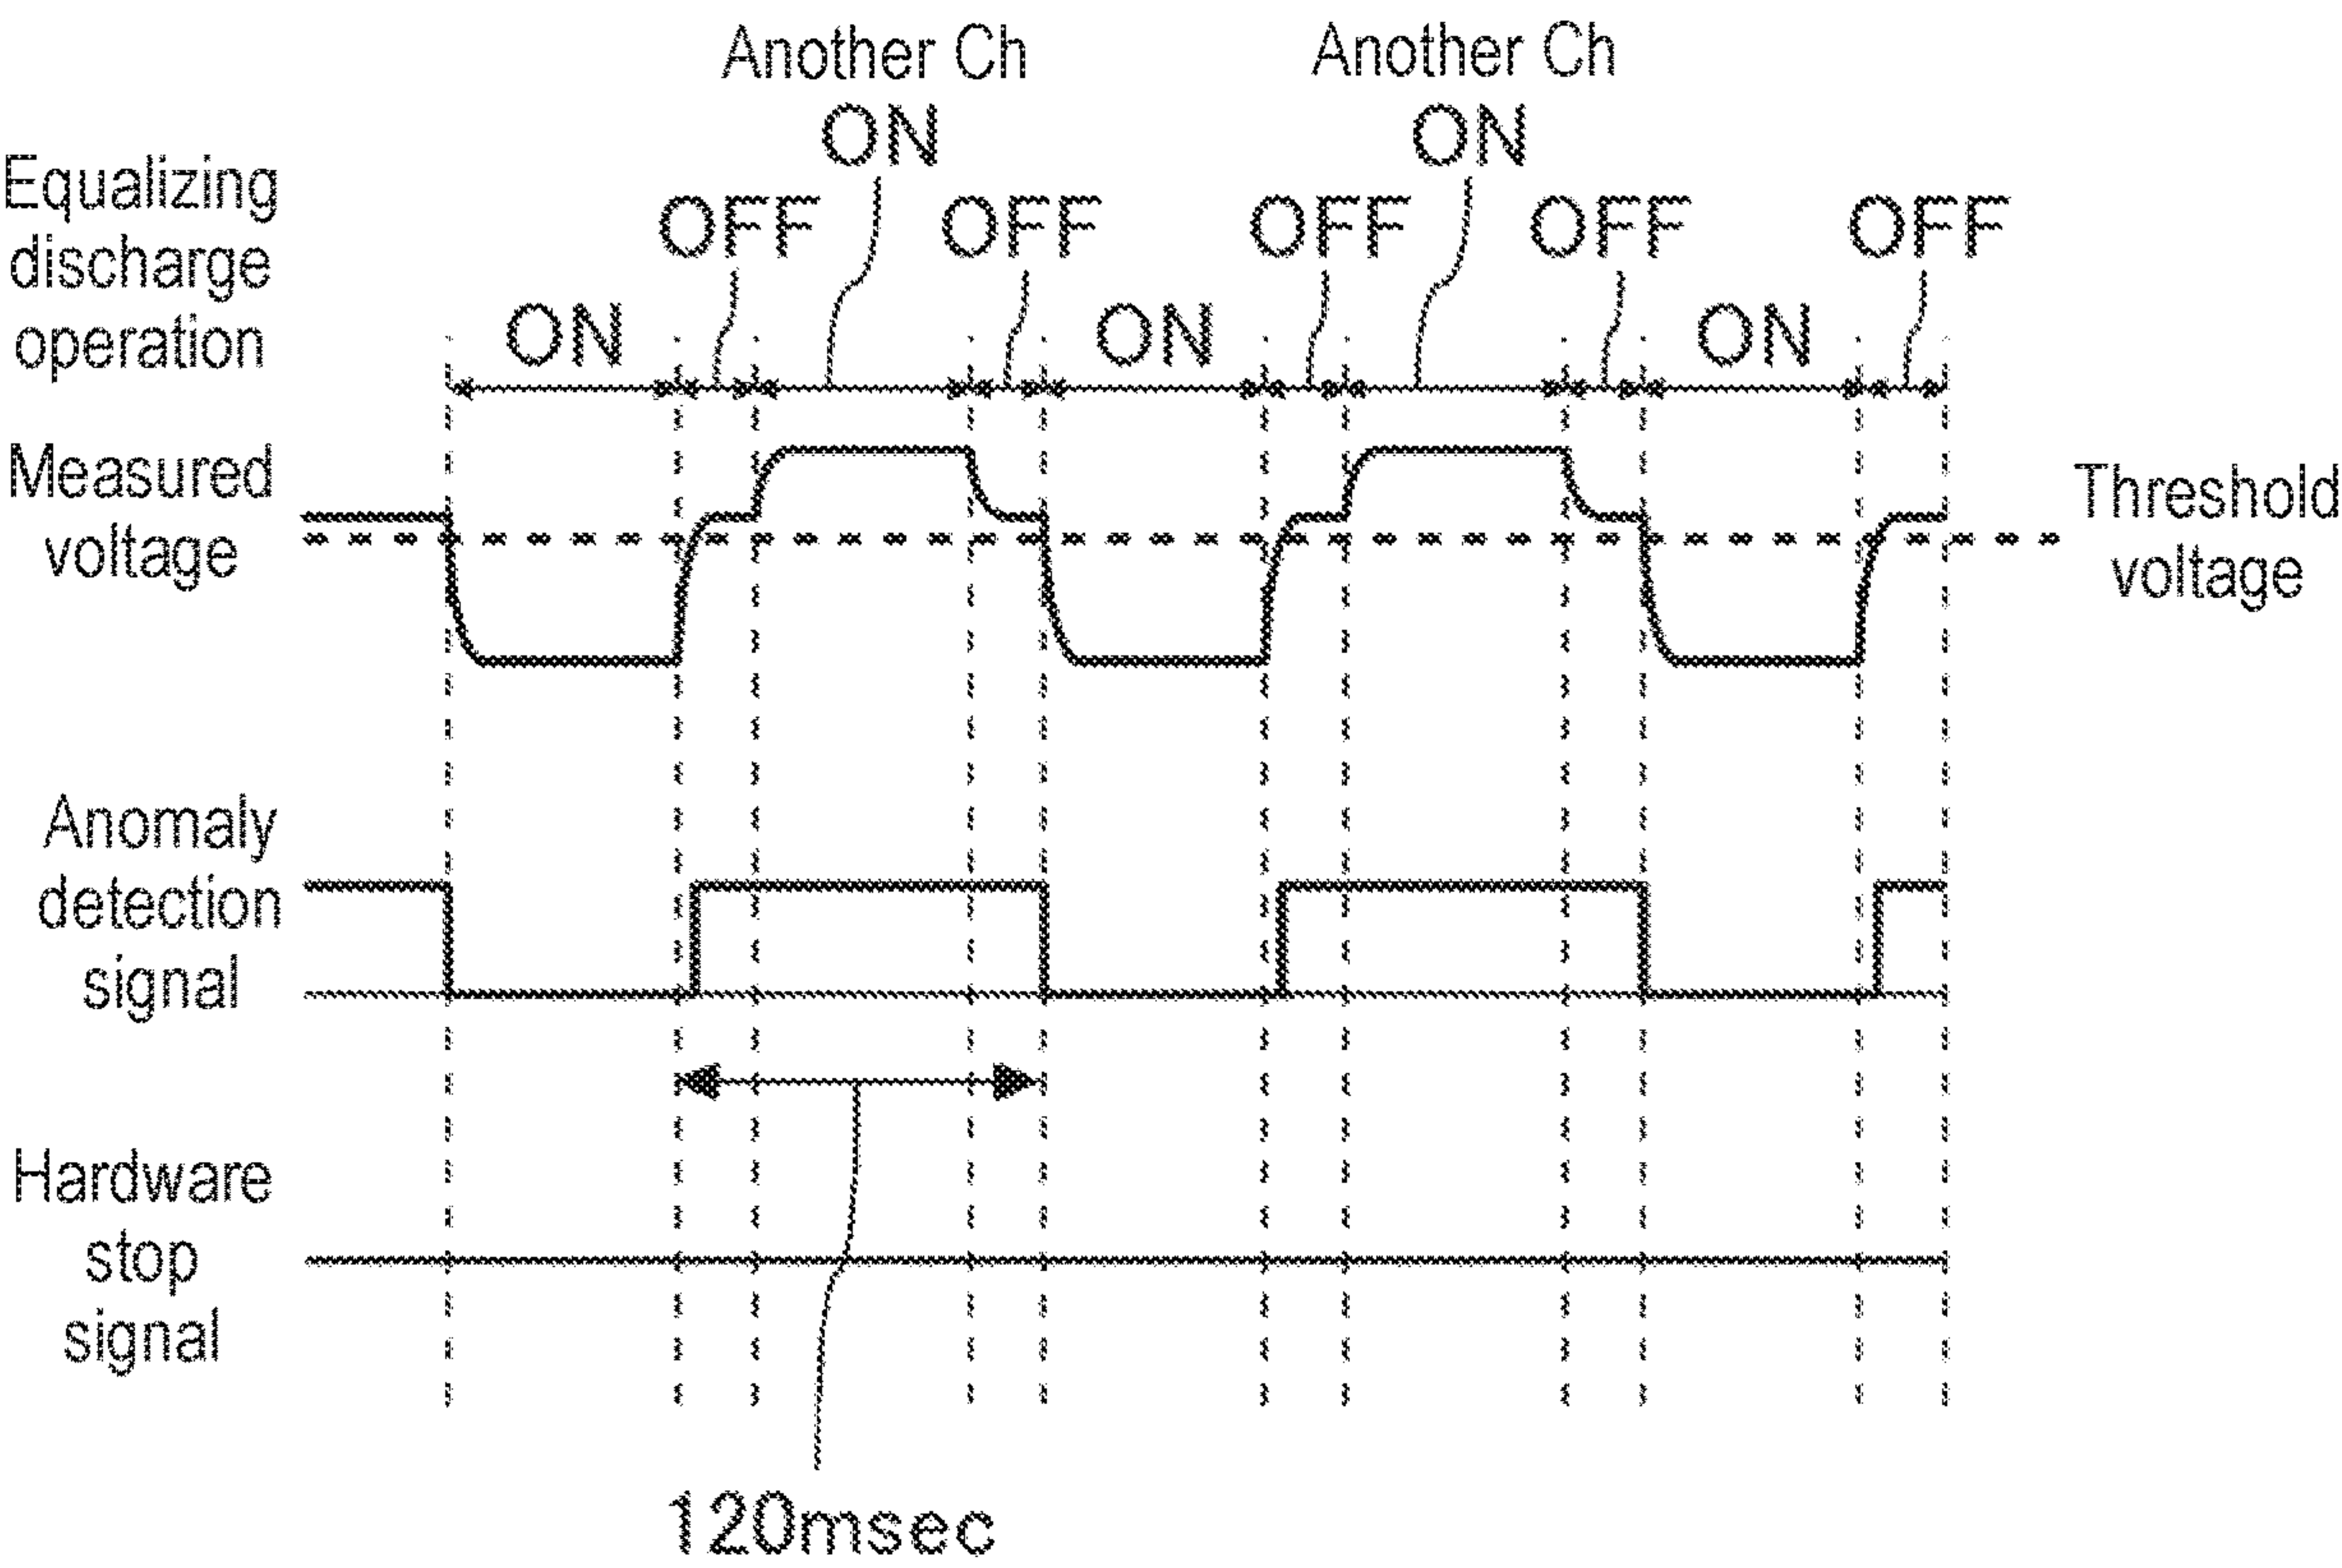 Another Ch
ON
Another Ch
ON
Equalizing
discharge
operation
OFF
OFF
OFF
OFF
OFF
ON
ON
ON
Measured
voltage
Threshold
voltage
Anomaly
detection
signal
Hardware
stop
signal
120msec